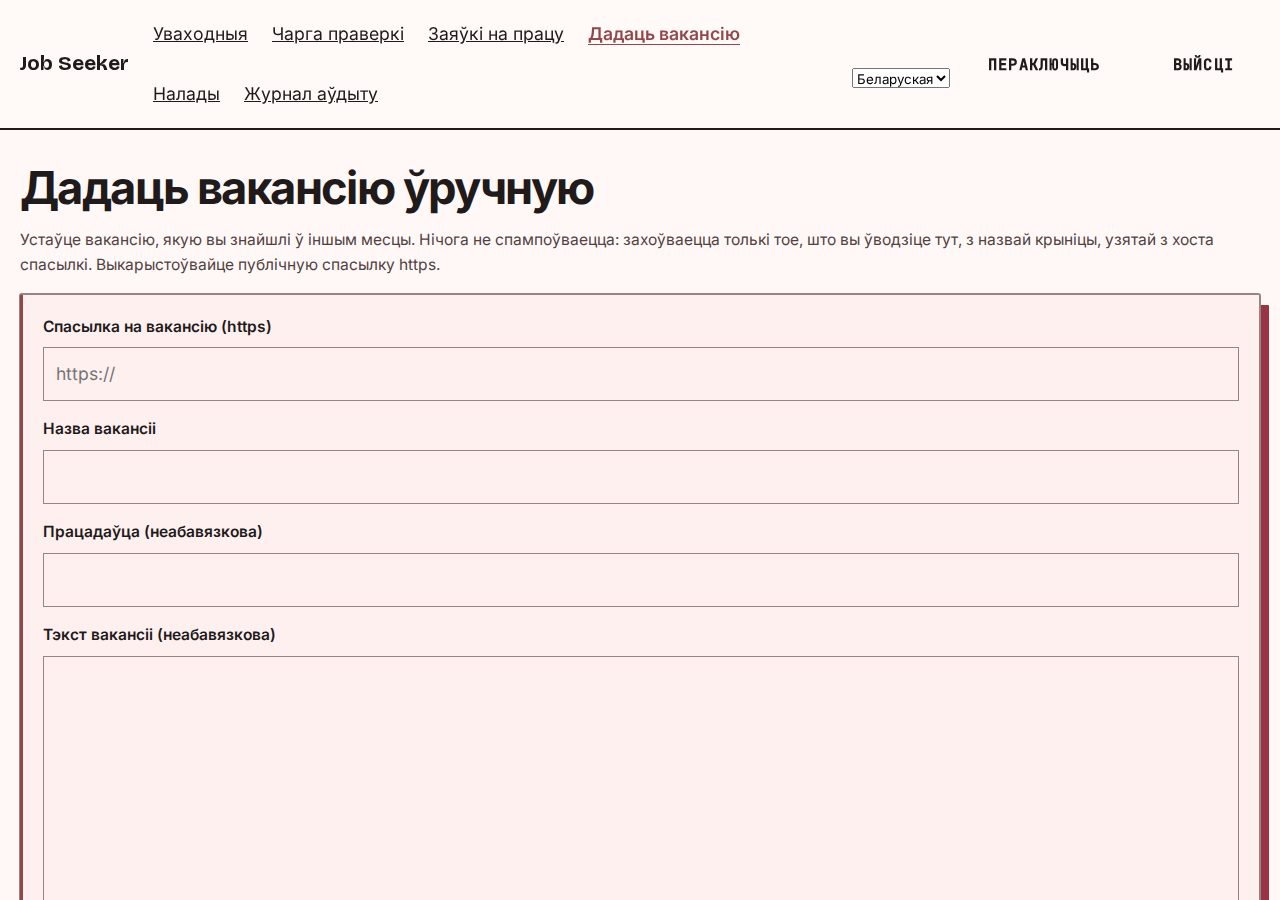 Job Seeker
Уваходныя Чарга праверкі Заяўкі на працу Дадаць вакансію
Налады Журнал аўдыту
Беларуская
ПЕРАКЛЮЧЫЦЬ
ВЫЙСЦІ
Дадаць вакансію ўручную
Устаўце вакансію, якую вы знайшлі ў іншым месцы. Нічога не спампоўваецца: захоўваецца толькі тое, што вы ўводзіце тут, з назвай крыніцы, узятай з хоста
спасылкі. Выкарыстоўвайце публічную спасылку https.
Спасылка на вакансію (https)
https://
Назва вакансіі
Працадаўца (неабавязкова)
Тэкст вакансіі (неабавязкова)